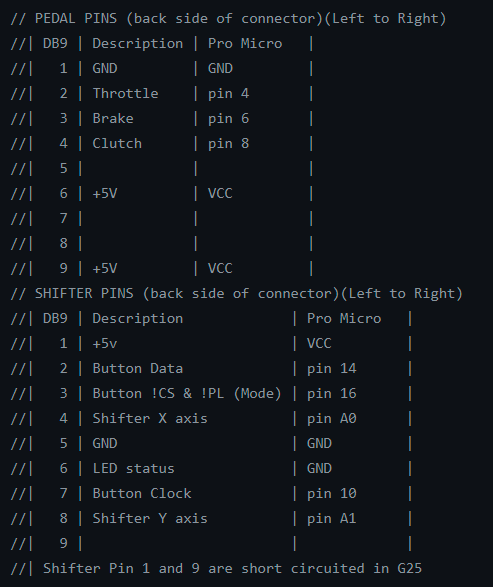 // PEDAL PINS (back side of connector)(Left to Right)
//| DB9 | Description | Pro Micro   |
//|   1 | GND         | GND         |
//|   2 | Throttle    | pin 4       |
//|   3 | Brake       | pin 6       |
//|   4 | Clutch      | pin 8       |
//|   5 |             |             |
//|   6 | +5V         | VCC         |
//|   7 |             |             |
//|   8 |             |             |
//|   9 | +5V         | VCC         |
// SHIFTER PINS (back side of connector)(Left to Right)
//| DB9 | Description             | Pro Micro   |
//|   1 | +5v                     | VCC         |
//|   2 | Button Data             | pin 14      |
//|   3 | Button !CS & !PL (Mode) | pin 16      |
//|   4 | Shifter X axis          | pin A0      |
//|   5 | GND                     | GND         |
//|   6 | LED status              | GND         |
//|   7 | Button Clock            | pin 10      |
//|   8 | Shifter Y axis          | pin A1      |
//|   9 |                         |             |
//| Shifter Pin 1 and 9 are short circuited in G25